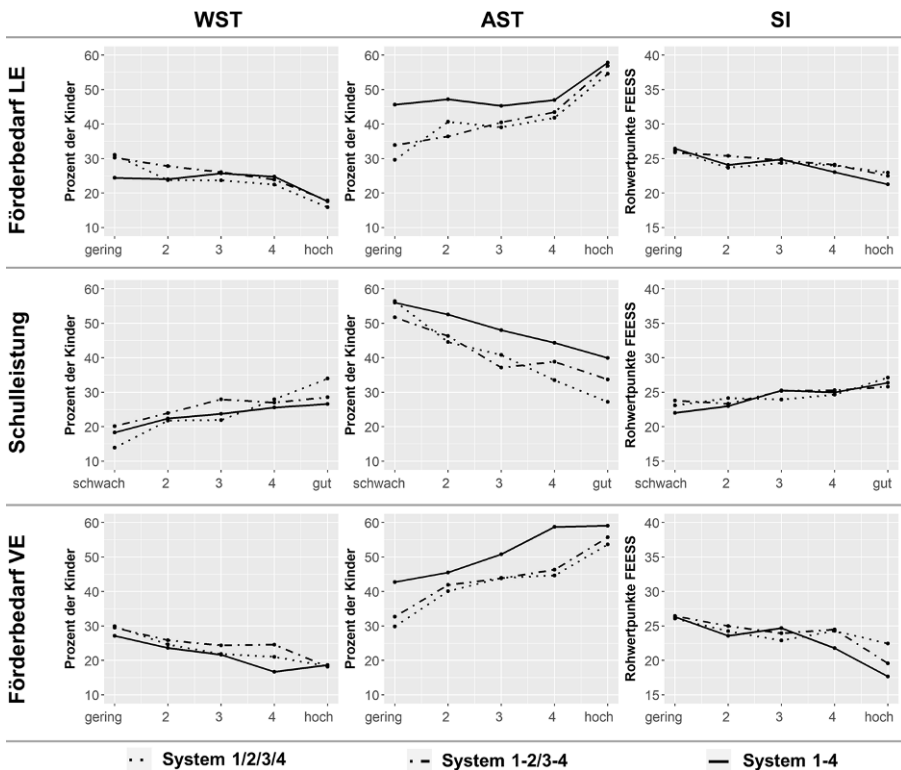 WST AST SI
Förderbedarf LE
Prozent der Kinder
60
50
40
30
20
10
gering 2 3 4 hoch
Prozent der Kinder
60
50
40
30
20
10
gering 2 3 4 hoch
Rohwertpunkte FEESS
40
35
30
25
20
15
gering 2 3 4 hoch
Schulleistung
Prozent der Kinder
60
50
40
30
20
10
schwach 2 3 4 gut
Prozent der Kinder
60
50
40
30
20
10
schwach 2 3 4 gut
Rohwertpunkte FEESS
40
35
30
25
20
15
schwach 2 3 4 gut
Förderbedarf VE
Prozent der Kinder
60
50
40
30
20
10
gering 2 3 4 hoch
Prozent der Kinder
60
50
40
30
20
10
gering 2 3 4 hoch
Rohwertpunkte FEESS
40
35
30
25
20
15
gering 2 3 4 hoch
System 1/2/3/4 System 1-2/3-4 System 1-4